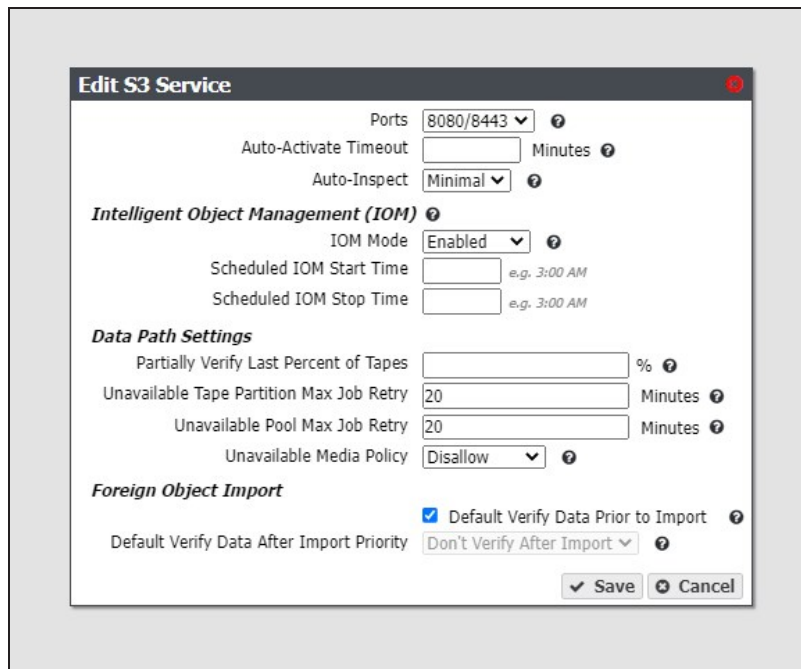 Edit S3 Service
Ports 8080/8443
Auto-Activate Timeout Minutes
Auto-Inspect Minimal
Intelligent Object Management (IOM)
IOM Mode Enabled
Scheduled IOM Start Time e.g. 3:00 AM
Scheduled IOM Stop Time e.g. 3:00 AM
Data Path Settings
Partially Verify Last Percent of Tapes %
Unavailable Tape Partition Max Job Retry 20 Minutes
Unavailable Pool Max Job Retry 20 Minutes
Unavailable Media Policy Disallow
Foreign Object Import
Default Verify Data Prior to Import
Default Verify Data After Import Priority Don't Verify After Import
Save Cancel